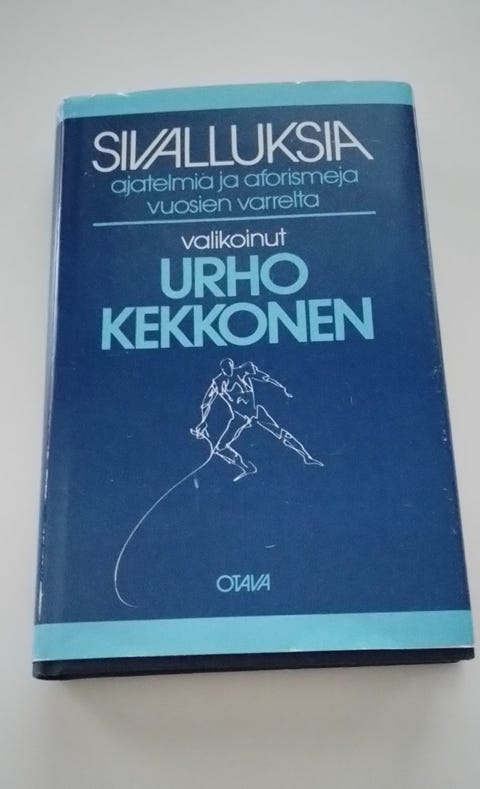 SIVALLUKSIA
ajatelmia ja aforismeja
vuosien varrelta
valikoinut
URHO
KEKKONEN
OTAVA